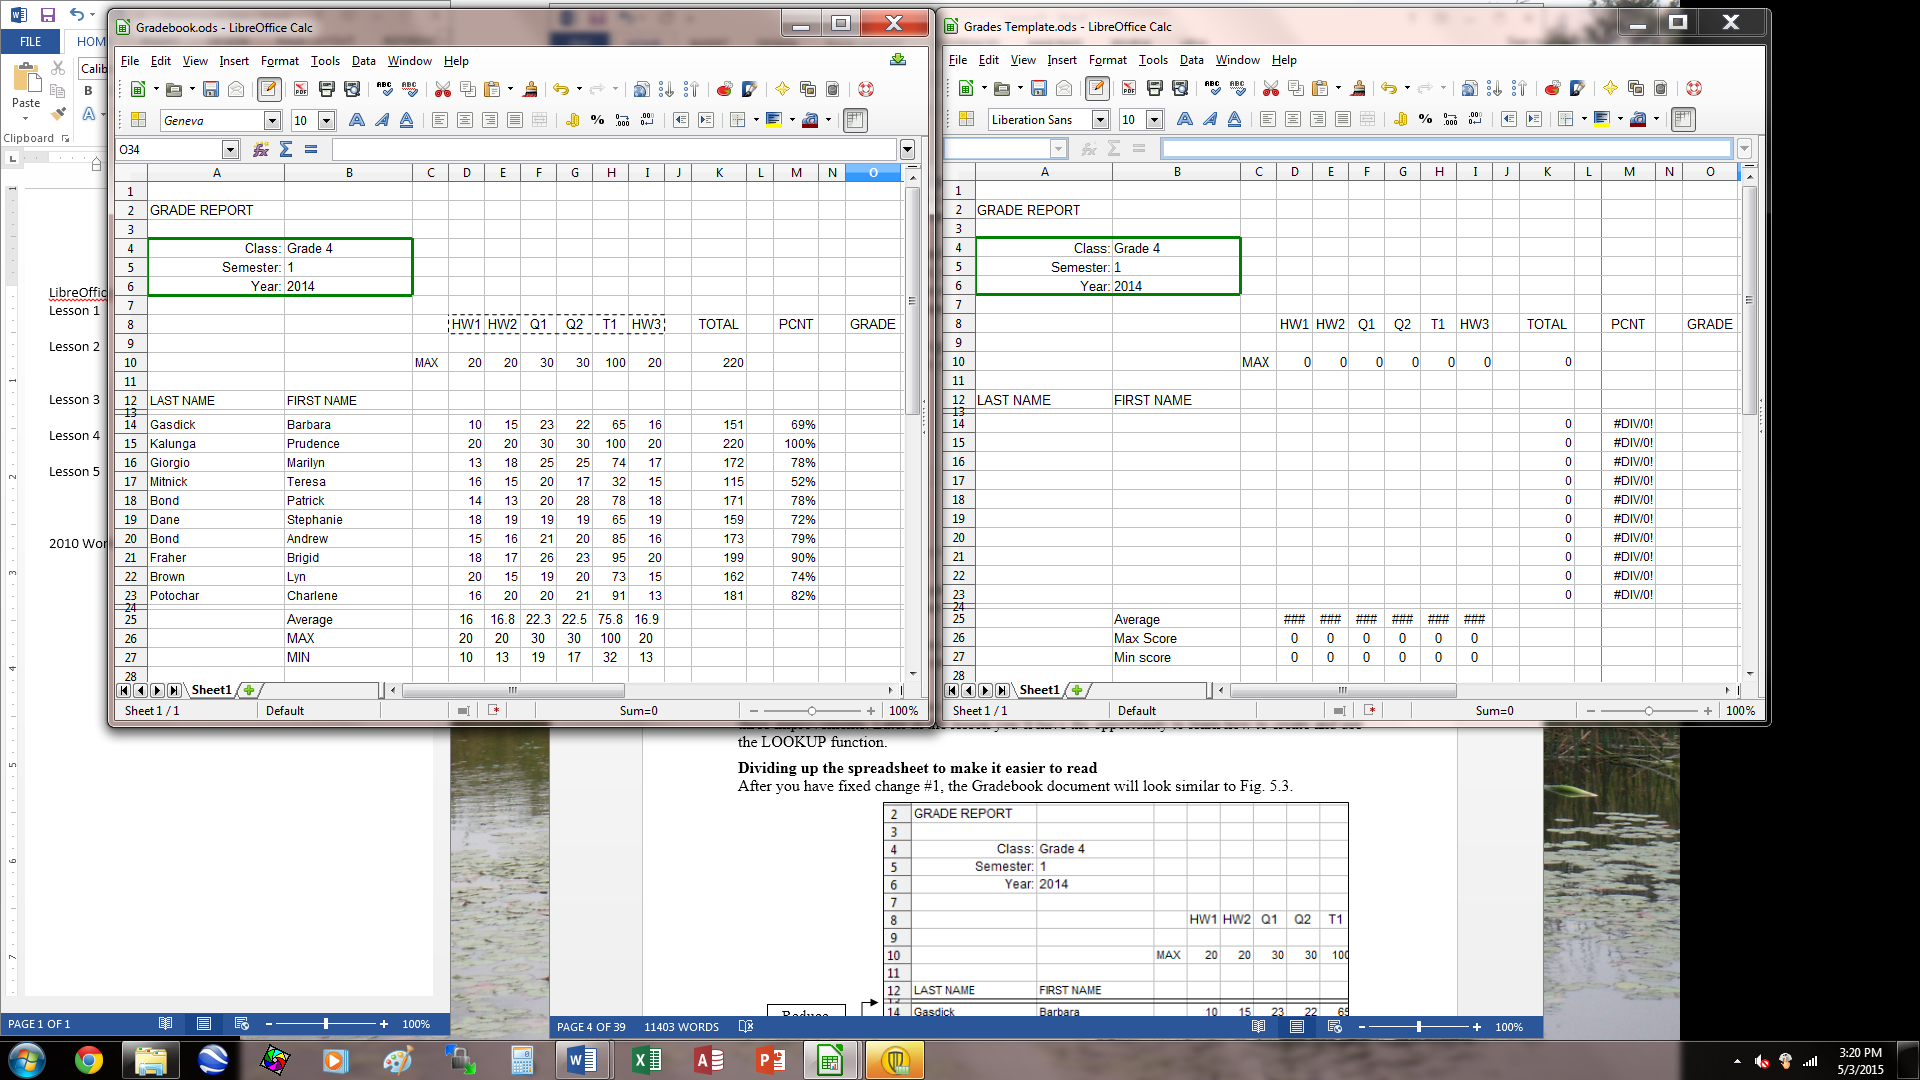 FILE
HOM
Calib
Paste
Clipboard
LibreOffic
Lesson 1
Lesson 2
Lesson 3
Lesson 4
Lesson 5
2010 Wor
PAGE 1 OF 1
100%
Gradebook.ods - LibreOffice Calc
File Edit View Insert Format Tools Data Window Help
Geneva 10
O34
A B C D E F G H I J K L M N O
1
2 GRADE REPORT
3
4 Class: Grade 4
5 Semester: 1
6 Year: 2014
7
8 HW1 HW2 Q1 Q2 T1 HW3 TOTAL PCNT GRADE
9
10 MAX 20 20 30 30 100 20 220
11
12 LAST NAME FIRST NAME
13
14 Gasdick Barbara 10 15 23 22 65 16 151 69%
15 Kalunga Prudence 20 20 30 30 100 20 220 100%
16 Giorgio Marilyn 13 18 25 25 74 17 172 78%
17 Mitnick Teresa 16 15 20 17 32 15 115 52%
18 Bond Patrick 14 13 20 28 78 18 171 78%
19 Dane Stephanie 18 19 19 19 65 19 159 72%
20 Bond Andrew 15 16 21 20 85 16 173 79%
21 Fraher Brigid 18 17 26 23 95 20 199 90%
22 Brown Lyn 20 15 19 20 73 15 162 74%
23 Potochar Charlene 16 20 20 21 91 13 181 82%
24
25 Average 16 16.8 22.3 22.5 75.8 16.9
26 MAX 20 20 30 30 100 20
27 MIN 10 13 19 17 32 13
28
Sheet1
Sheet 1 / 1 Default Sum=0 100%
Grades Template.ods - LibreOffice Calc
File Edit View Insert Format Tools Data Window Help
Liberation Sans 10
A B C D E F G H I J K L M N O
1
2 GRADE REPORT
3
4 Class: Grade 4
5 Semester: 1
6 Year: 2014
7
8 HW1 HW2 Q1 Q2 T1 HW3 TOTAL PCNT GRADE
9
10 MAX 0 0 0 0 0 0 0
11
12 LAST NAME FIRST NAME
13
14 0 #DIV/0!
15 0 #DIV/0!
16 0 #DIV/0!
17 0 #DIV/0!
18 0 #DIV/0!
19 0 #DIV/0!
20 0 #DIV/0!
21 0 #DIV/0!
22 0 #DIV/0!
23 0 #DIV/0!
24
25 Average ### ### ### ### ### ###
26 Max Score 0 0 0 0 0 0
27 Min score 0 0 0 0 0 0
28
Sheet1
Sheet 1 / 1 Default Sum=0 100%
the LOOKUP function.
Dividing up the spreadsheet to make it easier to read
After you have fixed change #1, the Gradebook document will look similar to Fig. 5.3.
2 GRADE REPORT
3
4 Class: Grade 4
5 Semester: 1
6 Year: 2014
7
8 HW1 HW2 Q1 Q2 T1
9
10 MAX 20 20 30 30 100
11
12 LAST NAME FIRST NAME
14 Gasdick Barbara 10 15 23 22 65
Reduce
PAGE 4 OF 39 11403 WORDS 100%
3:20 PM
5/3/2015